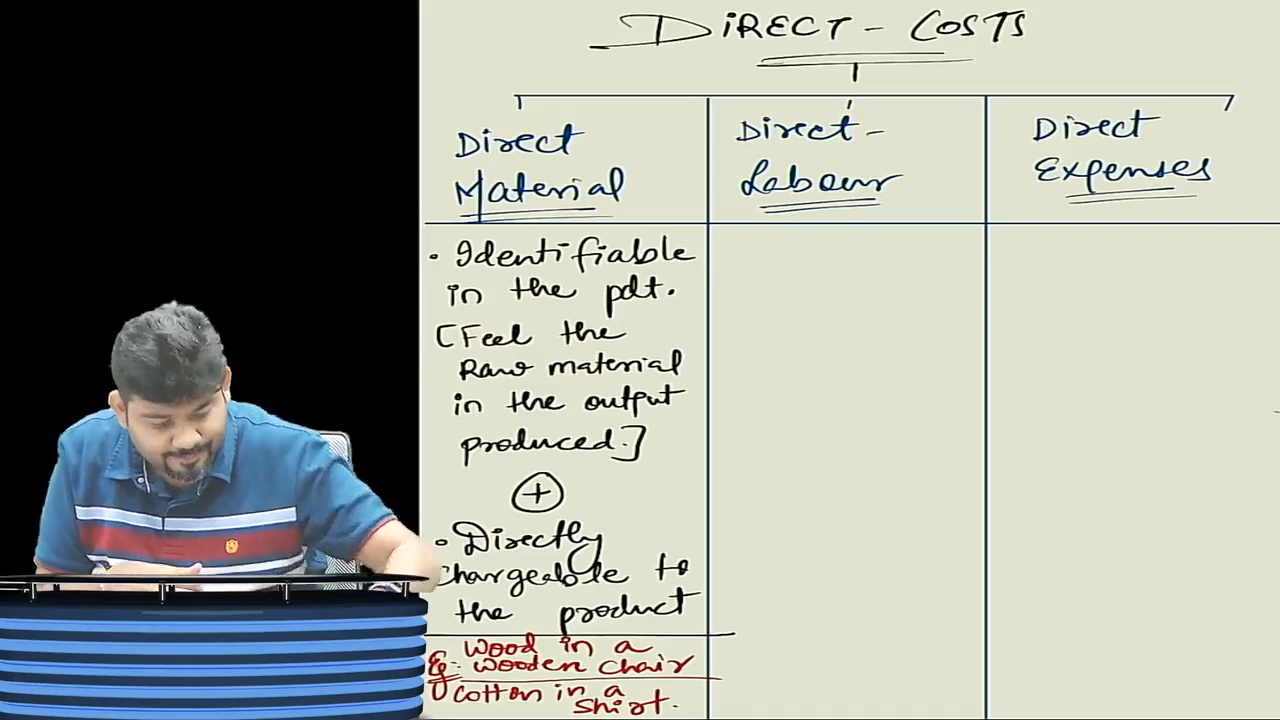 DIRECT - COSTS
Direct
Material
Direct -
Labour
Direct
Expenses
• Identifiable
in the pdt.
[Feel the
Raw material
in the output
produced.]
+
• Directly
chargeable to
the product
Eg: Wood in a
wooden chair
Cotton in a
Shirt.